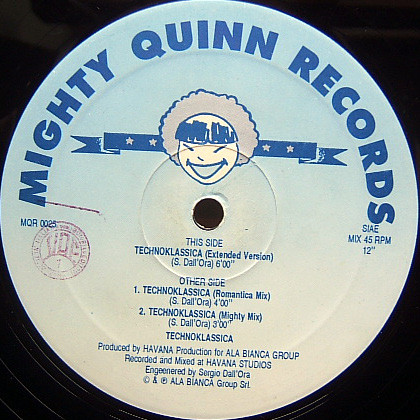 MIGHTY QUINN RECORDS
MQR 0025
SIAE
MIX 45 RPM
12"
THIS SIDE
TECHNOKLASSICA (Extended Version)
(S. Dall'Ora) 6'00"
OTHER SIDE
1. TECHNOKLASSICA (Romantica Mix)
(S. Dall'Ora) 4'00"
2. TECHNOKLASSICA (Mighty Mix)
(S. Dall'Ora) 3'00"
TECHNOKLASSICA
Produced by HAVANA Production for ALA BIANCA GROUP
Recorded and Mixed at HAVANA STUDIOS
Engeenered by Sergio Dall'Ora
© & ℗ ALA BIANCA GROUP Srl.